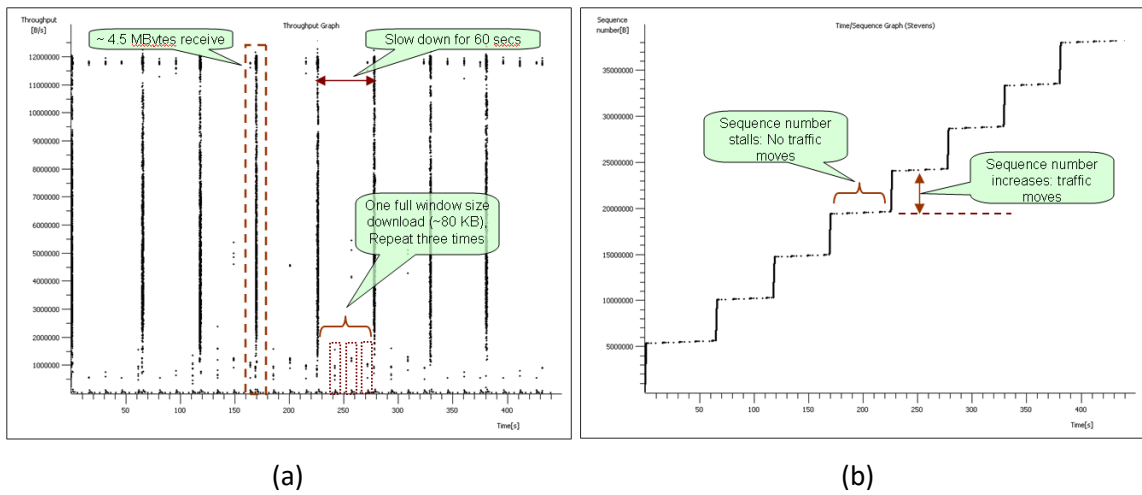 Throughput
[B/s]
Throughput Graph
~ 4.5 MBytes receive
Slow down for 60 secs
12000000
11000000
10000000
9000000
8000000
7000000
6000000
5000000
4000000
3000000
2000000
1000000
One full window size
download (~80 KB),
Repeat three times
50
100
150
200
250
300
350
400
Time[s]
(a)
Sequence
number[B]
Time/Sequence Graph (Stevens)
35000000
30000000
25000000
20000000
15000000
10000000
5000000
Sequence number
stalls: No traffic
moves
Sequence number
increases: traffic
moves
50
100
150
200
250
300
350
400
Time[s]
(b)